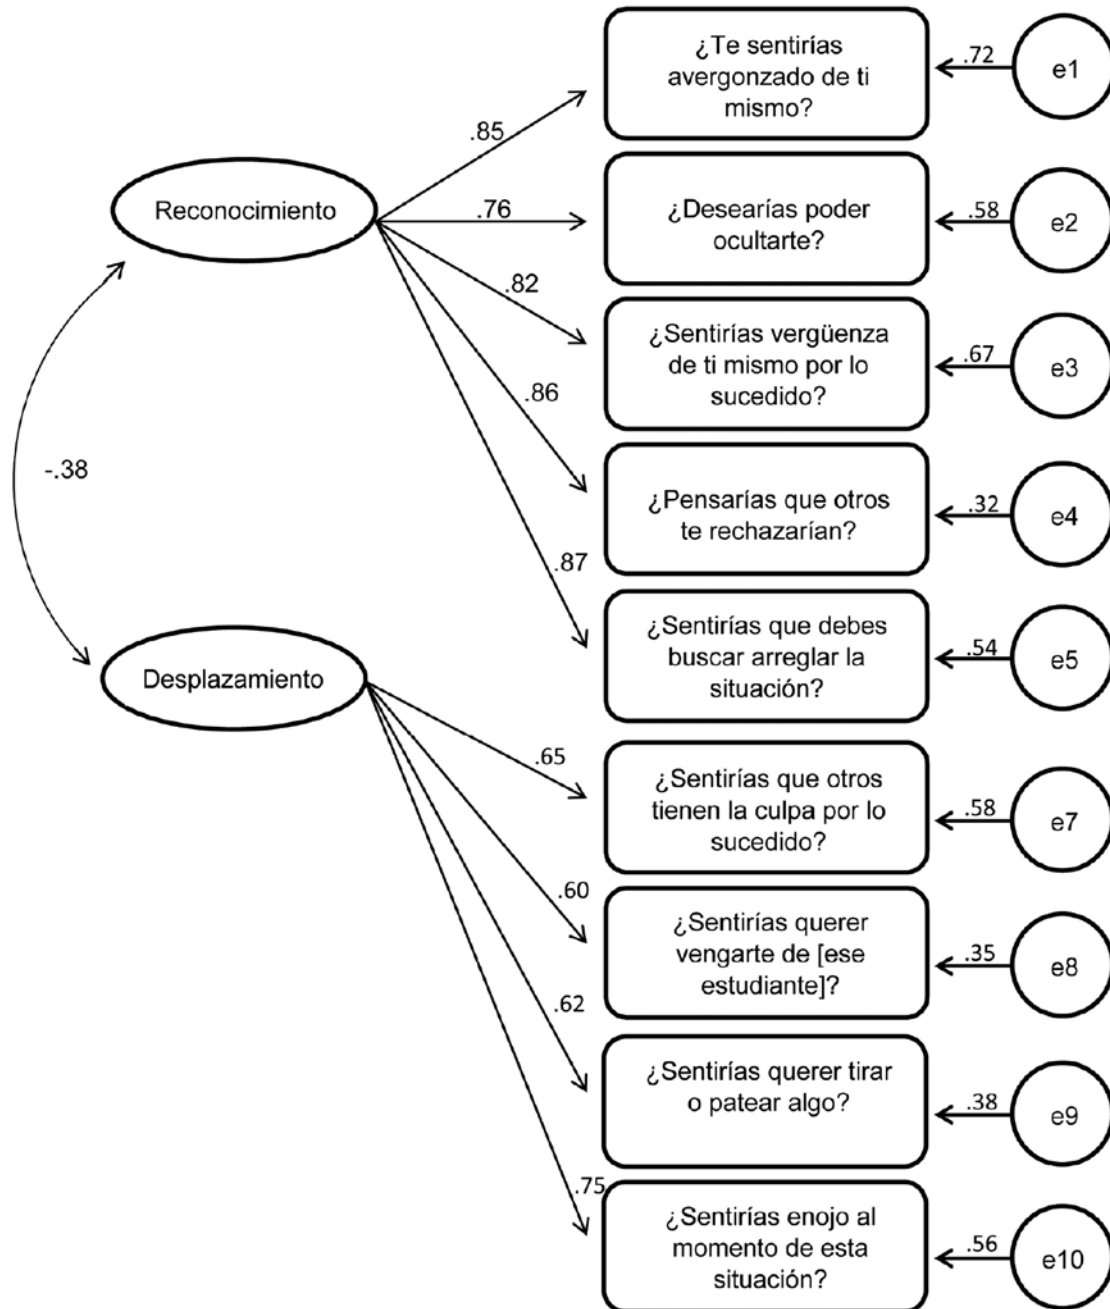 ¿Te sentirías
avergonzado de ti
mismo?
.72
e1
.85
Reconocimiento
.76
¿Desearías poder
ocultarte?
.58
e2
.82
¿Sentirías vergüenza
de ti mismo por lo
sucedido?
.67
e3
.86
-.38
¿Pensarías que otros
te rechazarían?
.32
e4
.87
¿Sentirías que debes
buscar arreglar la
situación?
.54
e5
Desplazamiento
.65
¿Sentirías que otros
tienen la culpa por lo
sucedido?
.58
e7
.60
¿Sentirías querer
vengarte de [ese
estudiante]?
.35
e8
.62
¿Sentirías querer tirar
o patear algo?
.38
e9
.75
¿Sentirías enojo al
momento de esta
situación?
.56
e10